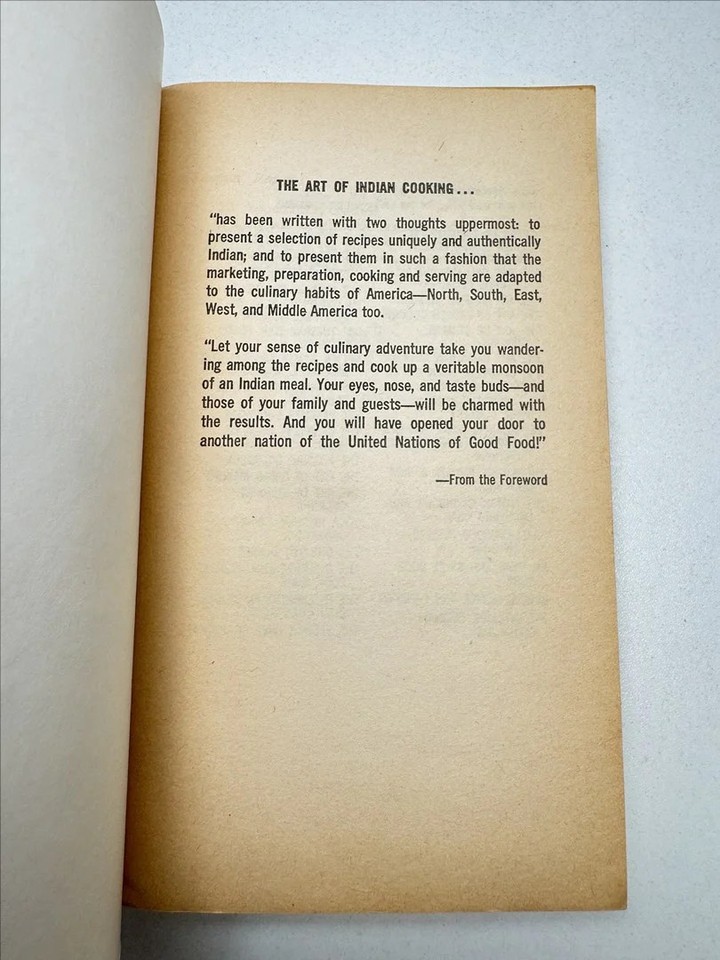 THE ART OF INDIAN COOKING...
“has been written with two thoughts uppermost: to
present a selection of recipes uniquely and authentically
Indian; and to present them in such a fashion that the
marketing, preparation, cooking and serving are adapted
to the culinary habits of America—North, South, East,
West, and Middle America too.
“Let your sense of culinary adventure take you wander-
ing among the recipes and cook up a veritable monsoon
of an Indian meal. Your eyes, nose, and taste buds—and
those of your family and guests—will be charmed with
the results. And you will have opened your door to
another nation of the United Nations of Good Food!”
—From the Foreword